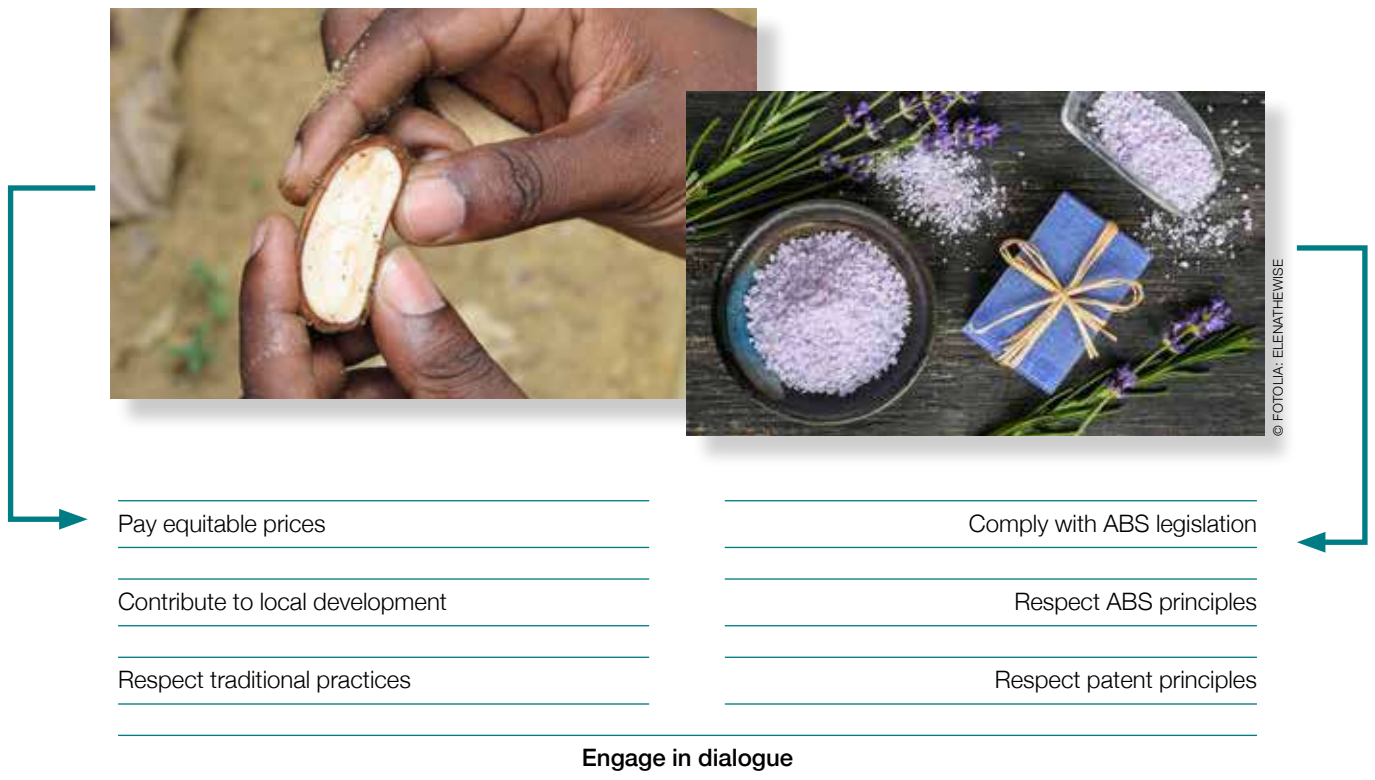 © FOTOLIA: ELENATHEWISE
Pay equitable prices
Comply with ABS legislation
Contribute to local development
Respect ABS principles
Respect traditional practices
Respect patent principles
Engage in dialogue